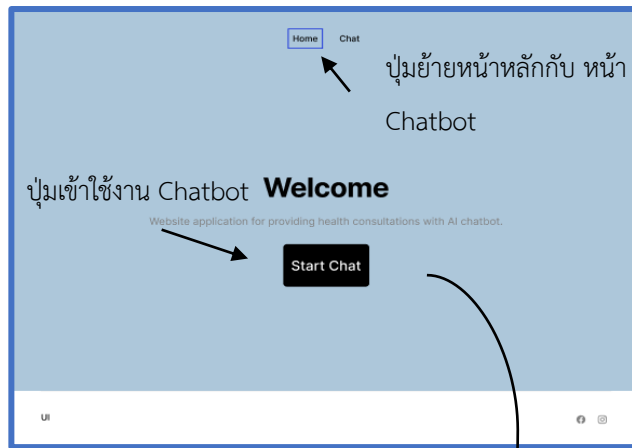 Home Chat
ปุ่มย้ายหน้าหลักกับ หน้า
Chatbot
ปุ่มเข้าใช้งาน Chatbot
Welcome
Website application for providing health consultations with AI chatbot.
Start Chat
UI